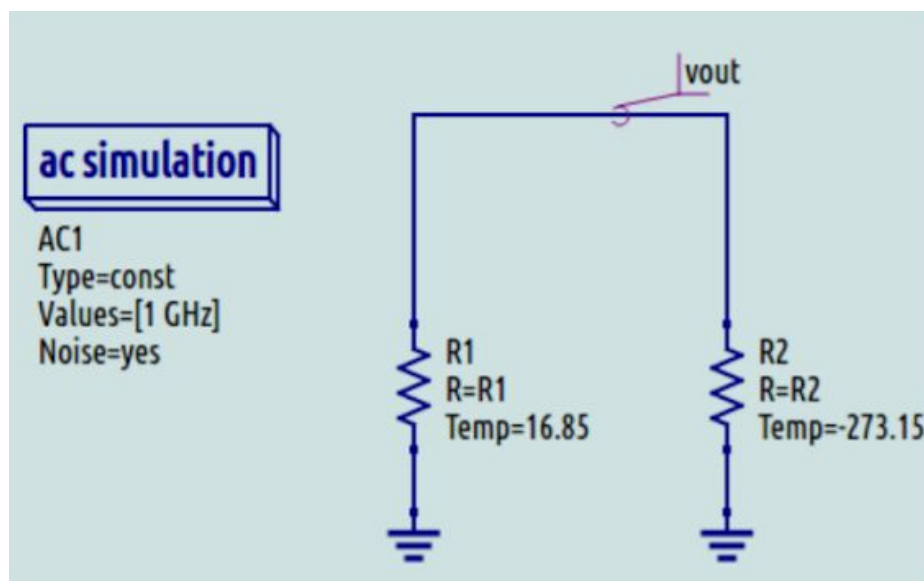 vout
ac simulation
AC1
Type=const
Values=[1 GHz]
Noise=yes
R1
R=R1
Temp=16.85
R2
R=R2
Temp=-273.15